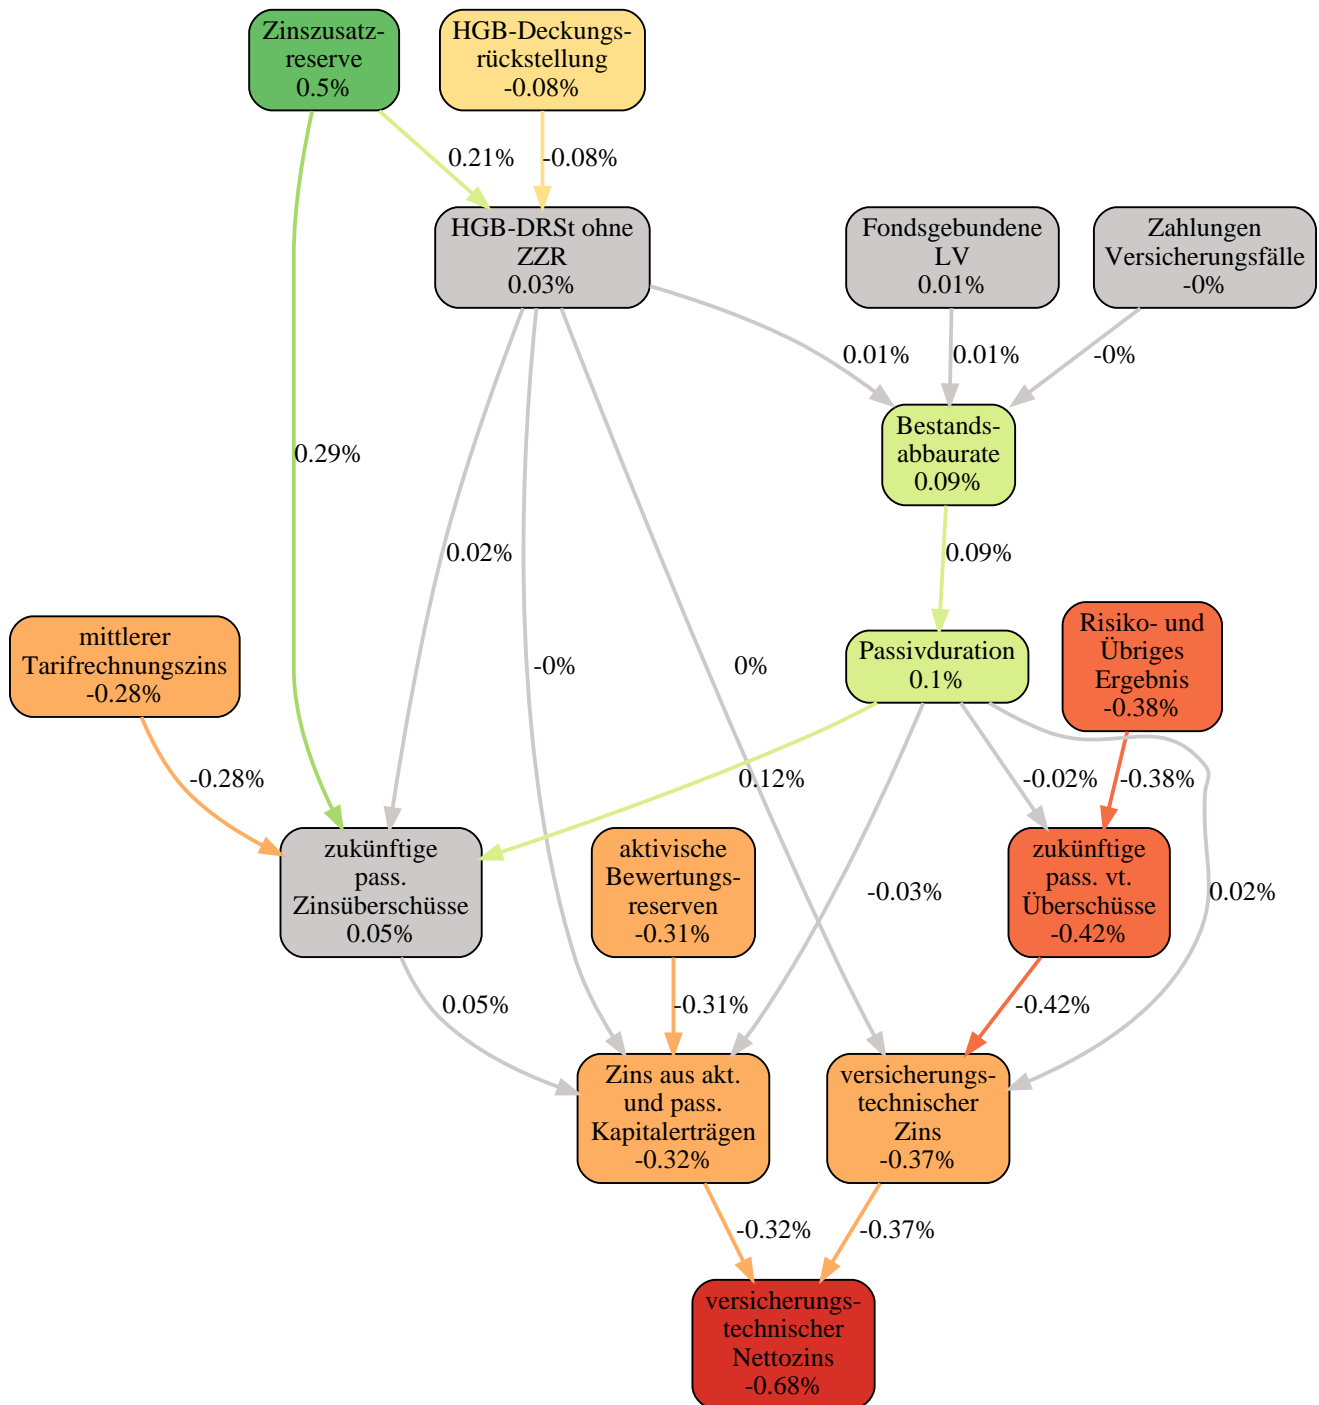 Zinszusatz-
reserve
0.5%
HGB-Deckungs-
rückstellung
-0.08%
0.21%
-0.08%
HGB-DRSt ohne
ZZR
0.03%
Fondsgebundene
LV
0.01%
Zahlungen
Versicherungsfälle
-0%
0.01%
0.01%
-0%
Bestands-
abbaurate
0.09%
0.29%
0.02%
0.09%
mittlerer
Tarifrechnungszins
-0.28%
-0%
0%
Passivduration
0.1%
Risiko- und
Übriges
Ergebnis
-0.38%
-0.28%
0.12%
-0.02%
-0.38%
zukünftige
pass.
Zinsüberschüsse
0.05%
aktivische
Bewertungs-
reserven
-0.31%
-0.03%
zukünftige
pass. vt.
Überschüsse
-0.42%
0.02%
0.05%
-0.31%
-0.42%
Zins aus akt.
und pass.
Kapitalerträgen
-0.32%
versicherungs-
technischer
Zins
-0.37%
-0.32%
-0.37%
versicherungs-
technischer
Nettozins
-0.68%